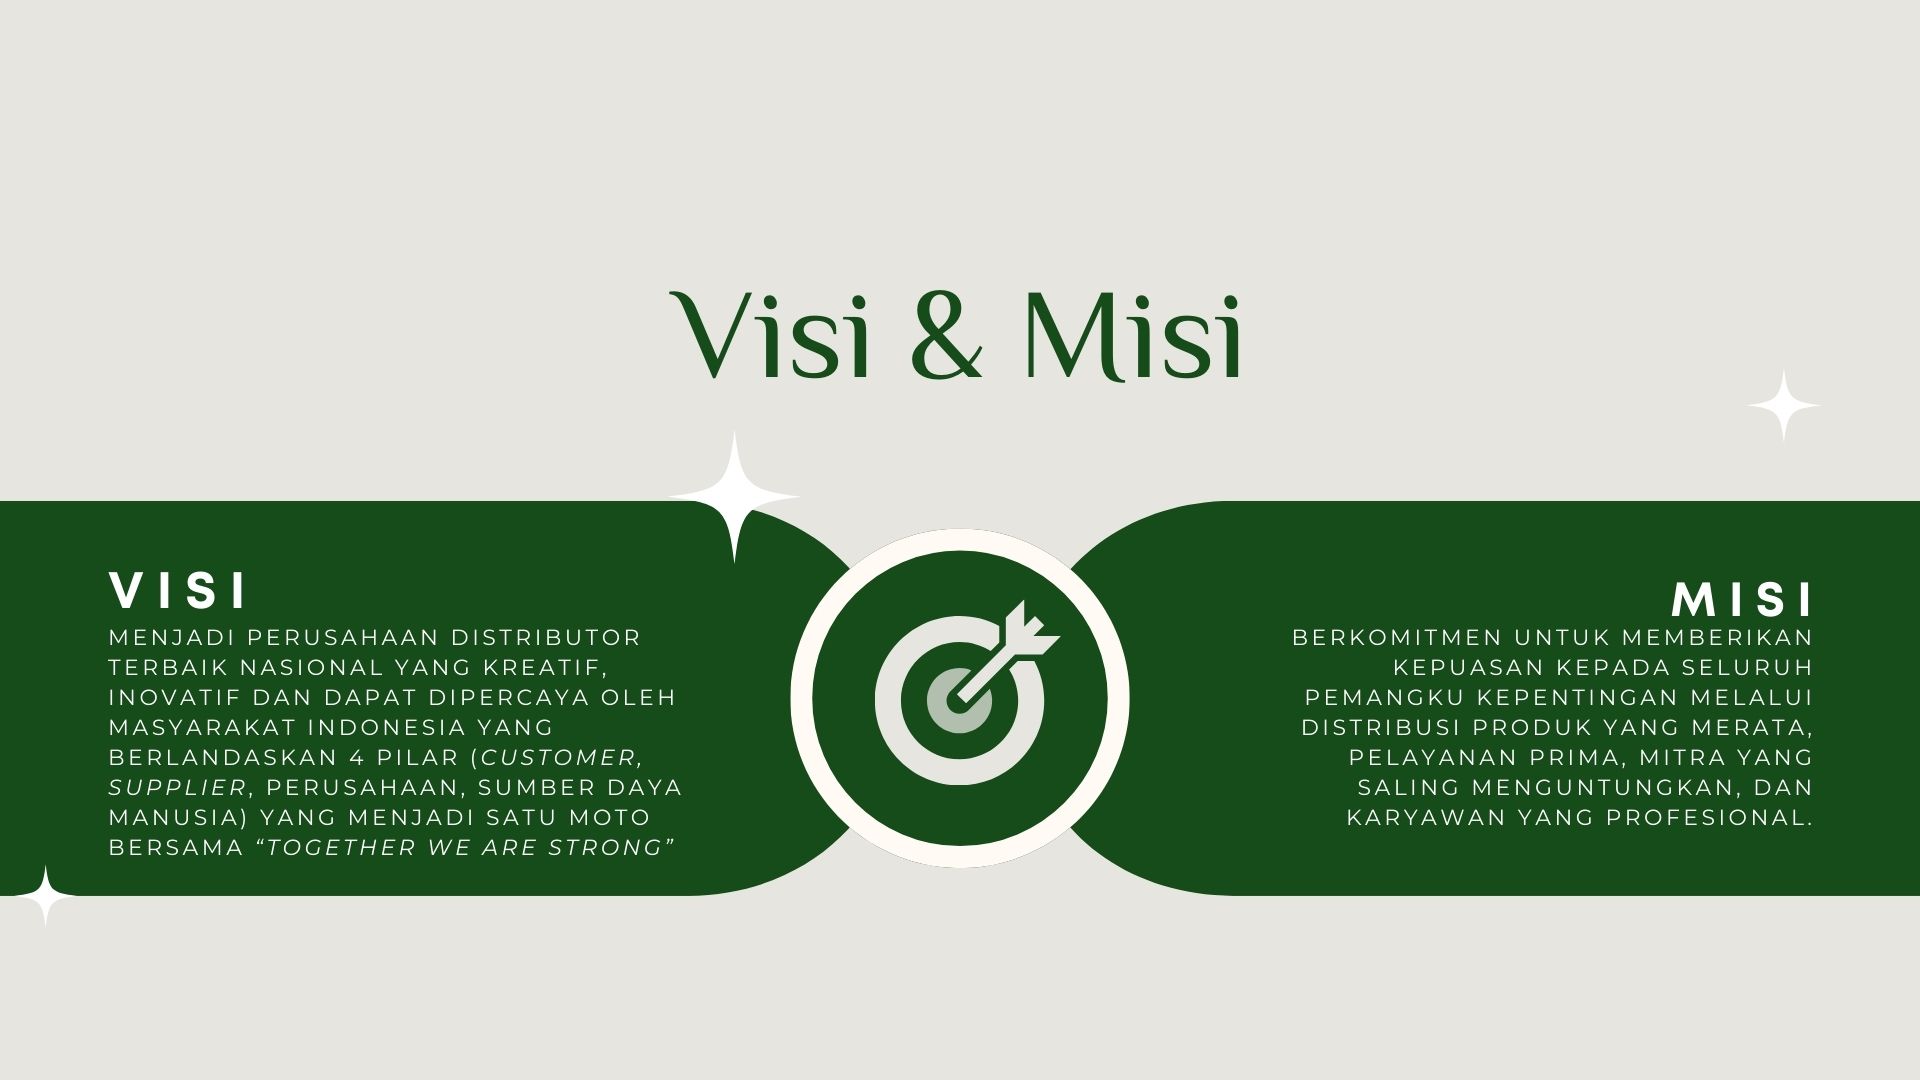 Visi & Misi
VISI
MENJADI PERUSAHAAN DISTRIBUTOR
TERBAIK NASIONAL YANG KREATIF,
INOVATIF DAN DAPAT DIPERCAYA OLEH
MASYARAKAT INDONESIA YANG
BERLANDASKAN 4 PILAR (CUSTOMER,
SUPPLIER, PERUSAHAAN, SUMBER DAYA
MANUSIA) YANG MENJADI SATU MOTO
BERSAMA “TOGETHER WE ARE STRONG”
MISI
BERKOMITMEN UNTUK MEMBERIKAN
KEPUASAN KEPADA SELURUH
PEMANGKU KEPENTINGAN MELALUI
DISTRIBUSI PRODUK YANG MERATA,
PELAYANAN PRIMA, MITRA YANG
SALING MENGUNTUNGKAN, DAN
KARYAWAN YANG PROFESIONAL.